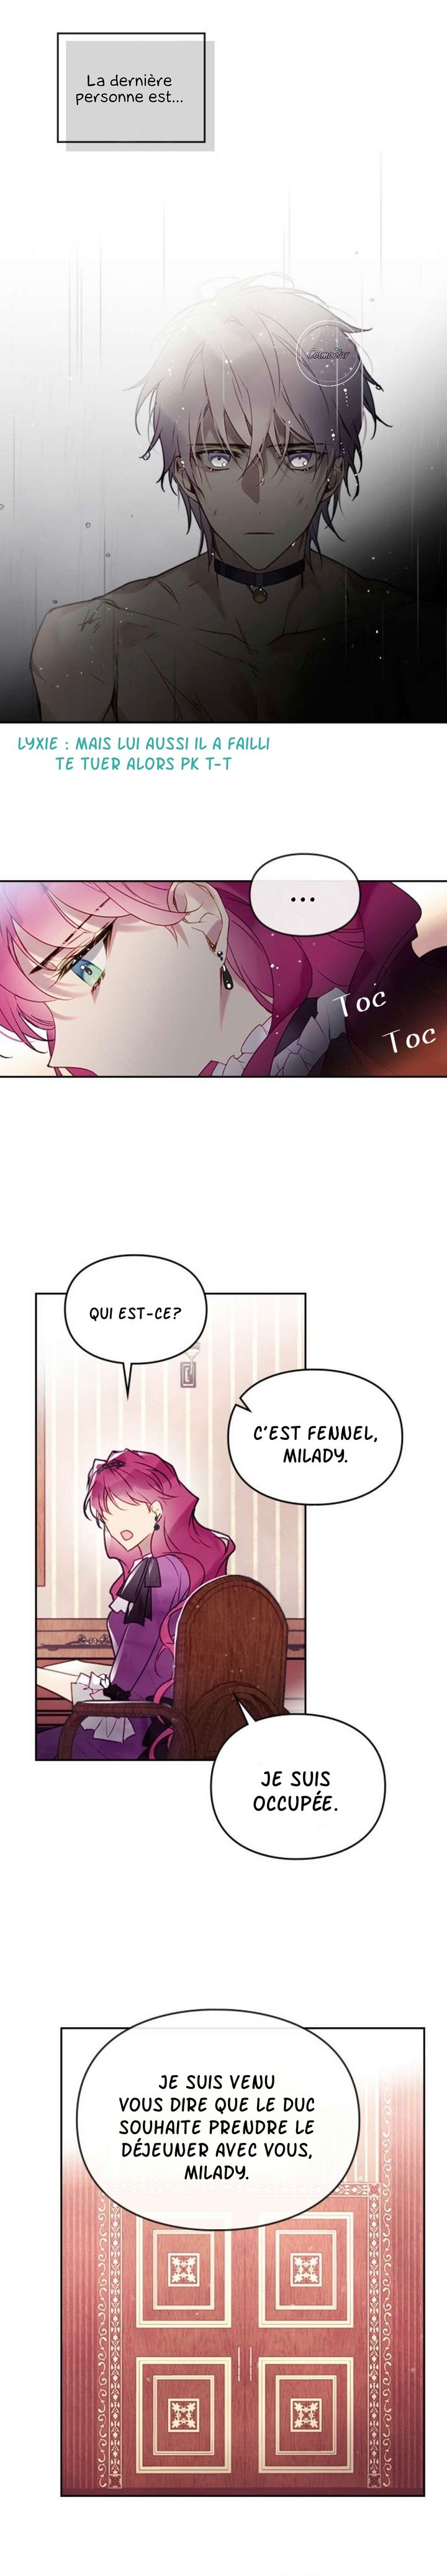 La dernière
personne est...
Cosmostar
LYXIE : MAIS LUI AUSSI IL A FAILLI
TE TUER ALORS PK T-T
...
Toc
Toc
QUI EST-CE?
C'EST FENNEL,
MILADY.
JE SUIS
OCCUPÉE.
JE SUIS VENU
VOUS DIRE QUE LE DUC
SOUHAITE PRENDRE LE
DÉJEUNER AVEC VOUS,
MILADY.